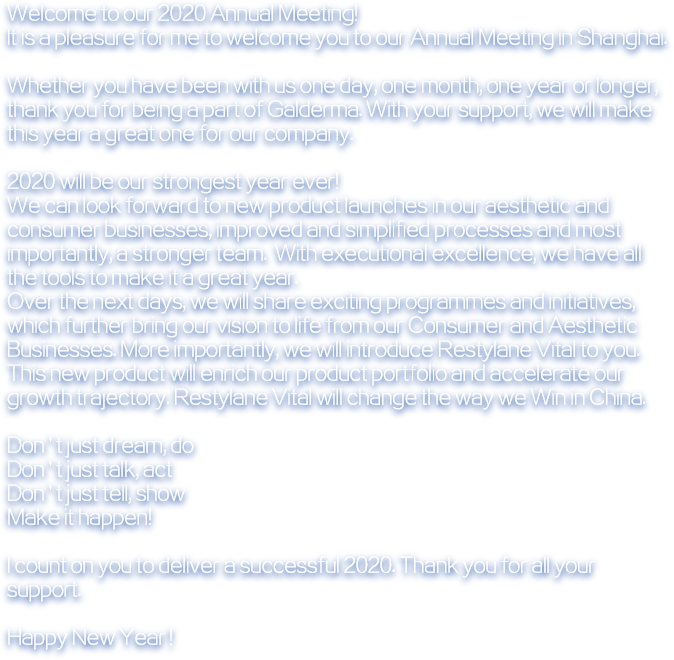 Welcome to our 2020 Annual Meeting!
It is a pleasure for me to welcome you to our Annual Meeting in Shanghai.
Whether you have been with us one day, one month, one year or longer,
thank you for being a part of Galderma. With your support, we will make
this year a great one for our company.
2020 will be our strongest year ever!
We can look forward to new product launches in our aesthetic and
consumer businesses, improved and simplified processes and most
importantly, a stronger team. With executional excellence, we have all
the tools to make it a great year.
Over the next days, we will share exciting programmes and initiatives,
which further bring our vision to life from our Consumer and Aesthetic
Businesses. More importantly, we will introduce Restylane Vital to you.
This new product will enrich our product portfolio and accelerate our
growth trajectory. Restylane Vital will change the way we Win in China.
Don't just dream, do
Don't just talk, act
Don't just tell, show
Make it happen!
I count on you to deliver a successful 2020. Thank you for all your
support.
Happy New Year!